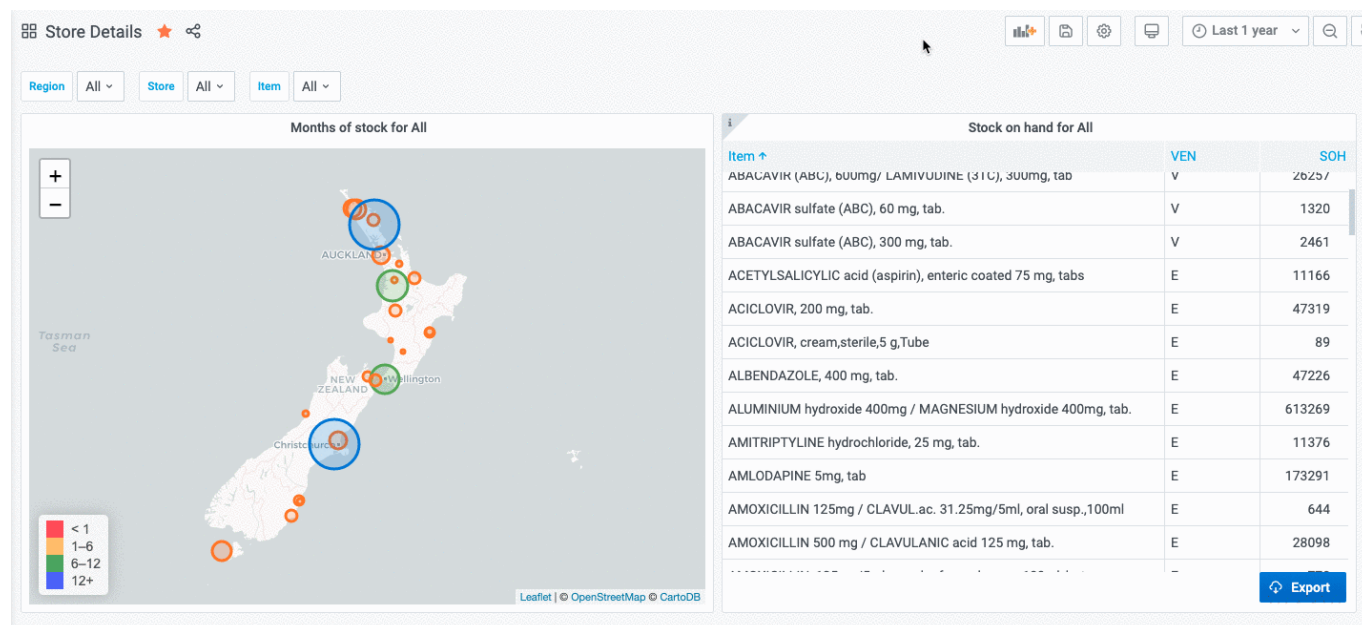 Store Details
Last 1 year
Region All Store All Item All
Months of stock for All
+
−
AUCKLAND
Tasman
Sea
NEW
ZEALAND
Wellington
Christchurch
< 1
1–6
6–12
12+
Leaflet | © OpenStreetMap © CartoDB
i
Stock on hand for All
Item ↑ VEN SOH
ABACAVIR (ABC), 600mg/ LAMIVUDINE (3TC), 300mg, tab V 26257
ABACAVIR sulfate (ABC), 60 mg, tab. V 1320
ABACAVIR sulfate (ABC), 300 mg, tab. V 2461
ACETYLSALICYLIC acid (aspirin), enteric coated 75 mg, tabs E 11166
ACICLOVIR, 200 mg, tab. E 47319
ACICLOVIR, cream,sterile,5 g,Tube E 89
ALBENDAZOLE, 400 mg, tab. E 47226
ALUMINIUM hydroxide 400mg / MAGNESIUM hydroxide 400mg, tab. E 613269
AMITRIPTYLINE hydrochloride, 25 mg, tab. E 11376
AMLODAPINE 5mg, tab E 173291
AMOXICILLIN 125mg / CLAVUL.ac. 31.25mg/5ml, oral susp.,100ml E 644
AMOXICILLIN 500 mg / CLAVULANIC acid 125 mg, tab. E 28098
Export